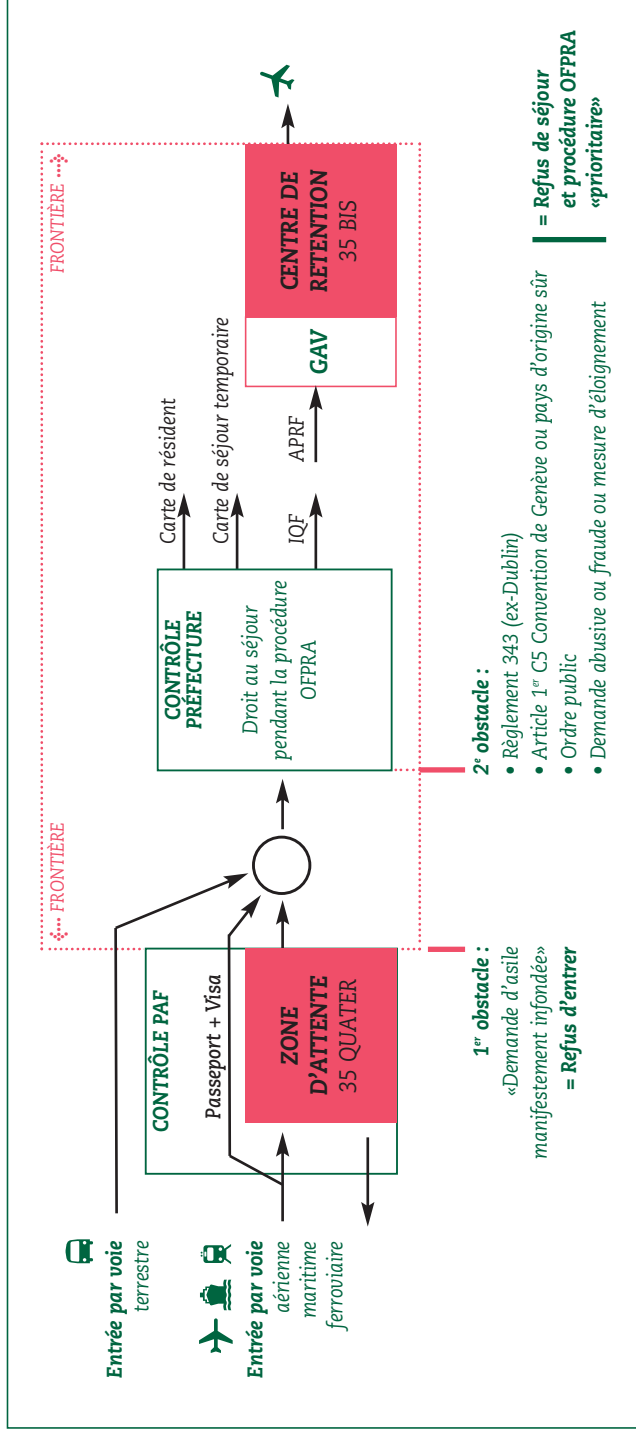 Entrée par voie
terrestre
Entrée par voie
aérienne
maritime
ferroviaire
CONTRÔLE PAF
Passeport + Visa
ZONE
D'ATTENTE
35 QUATER
FRONTIÈRE
CONTRÔLE
PRÉFECTURE
Droit au séjour
pendant la procédure
OFPRA
Carte de résident
Carte de séjour temporaire
IQF
APRF
GAV
CENTRE DE
RETENTION
35 BIS
FRONTIÈRE
1er obstacle :
«Demande d'asile
manifestement infondée»
= Refus d'entrer
2e obstacle :
• Règlement 343 (ex-Dublin)
• Article 1er C5 Convention de Genève ou pays d'origine sûr
• Ordre public
• Demande abusive ou fraude ou mesure d'éloignement
= Refus de séjour
et procédure OFPRA
«prioritaire»